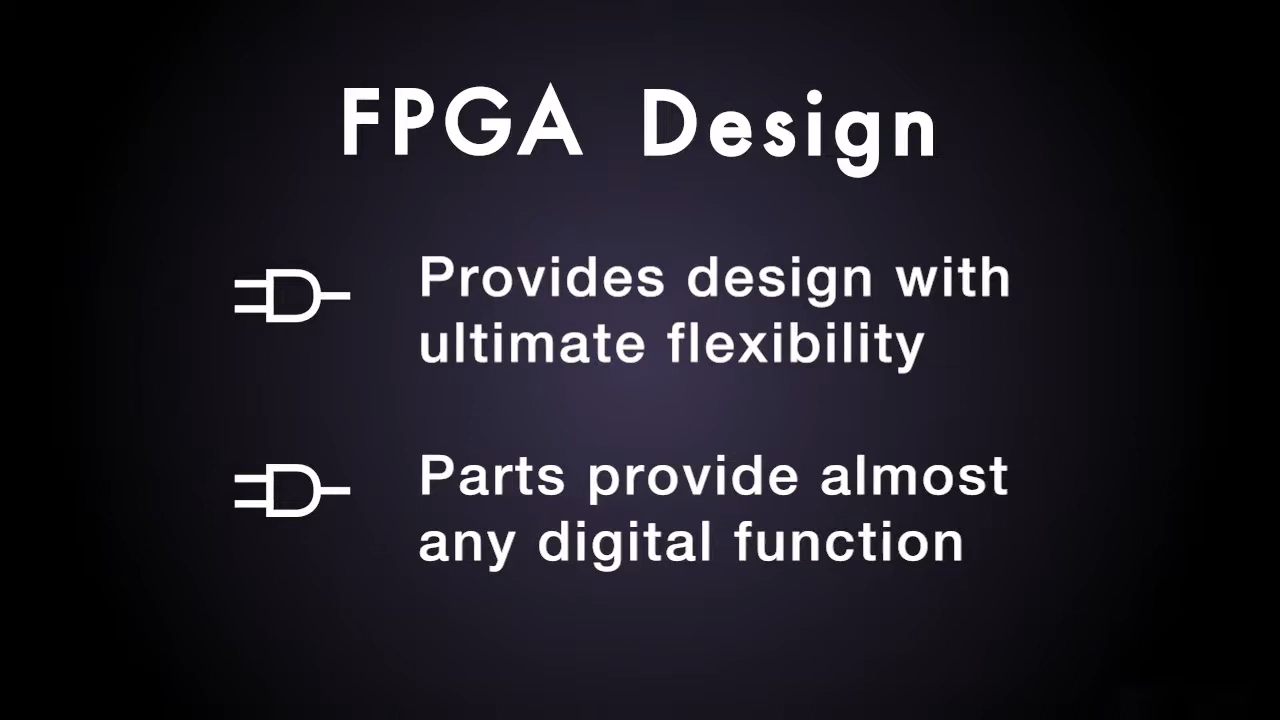 FPGA Design
Provides design with
ultimate flexibility
Parts provide almost
any digital function